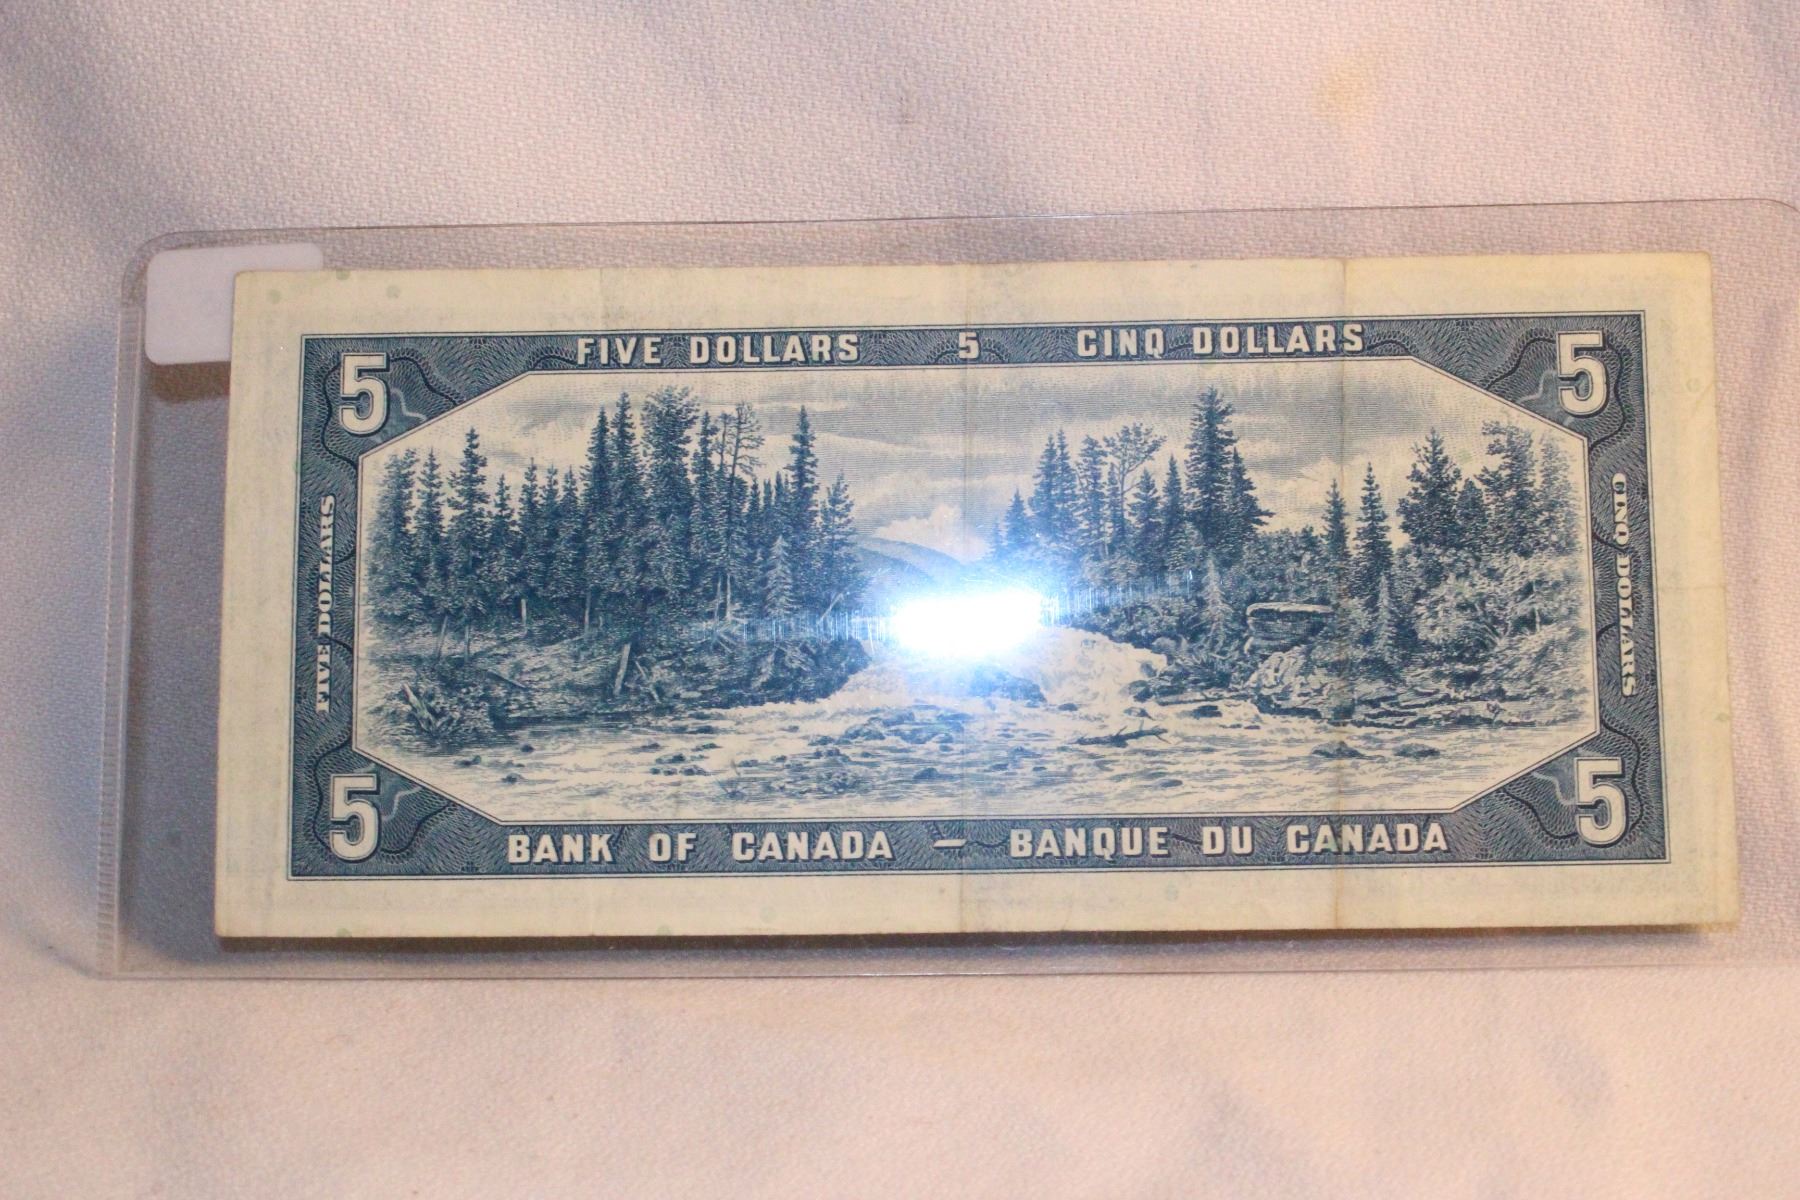 FIVE DOLLARS 5 CINQ DOLLARS
5 5
FIVE DOLLARS
CINQ DOLLARS
5 5
BANK OF CANADA — BANQUE DU CANADA